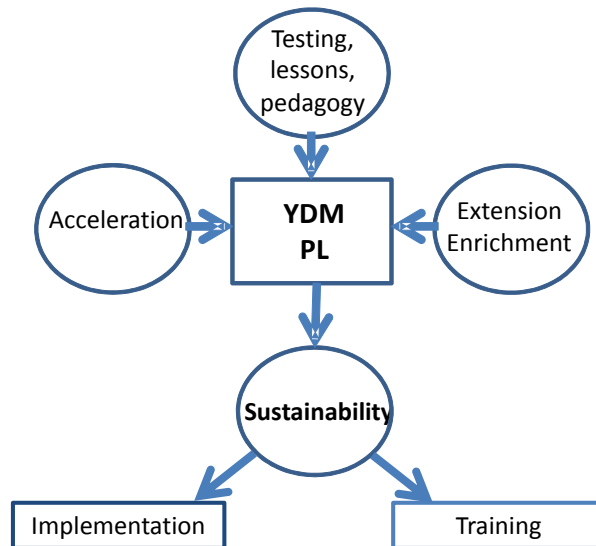 Testing,
lessons,
pedagogy
Acceleration
YDM
PL
Extension
Enrichment
Sustainability
Implementation
Training